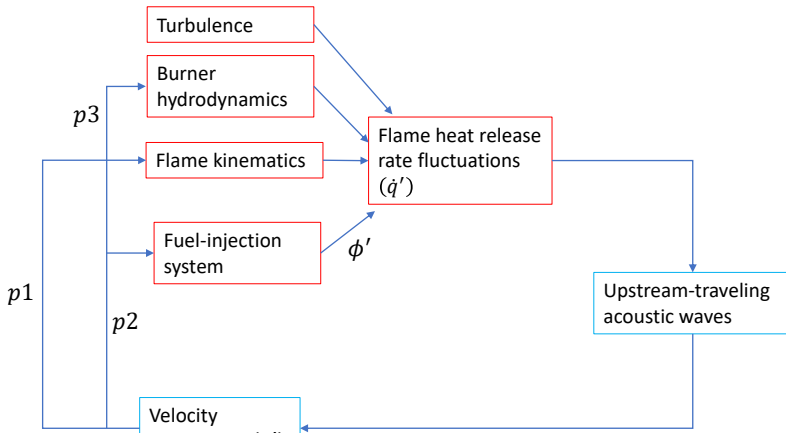 Turbulence
Burner
hydrodynamics
p3
Flame heat release
rate fluctuations
(q̇′)
Flame kinematics
Fuel-injection
system
ϕ′
p1
p2
Upstream-traveling
acoustic waves
Velocity